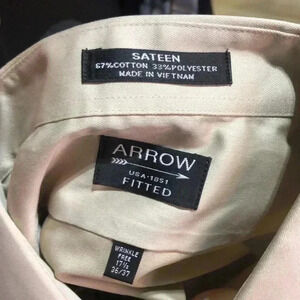 SATEEN
67%COTTON 33%POLYESTER
MADE IN VIETNAM
ARROW
USA-1851
FITTED
WRINKLE
FREE
17½
36/37